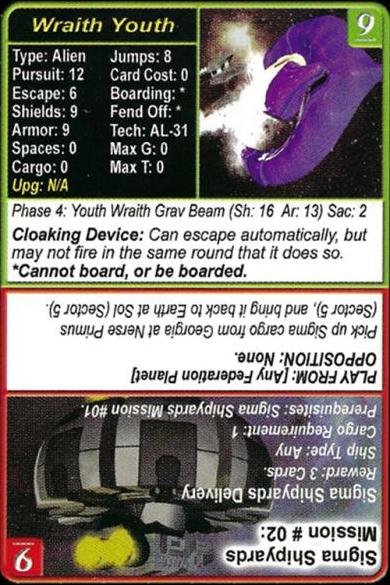 Wraith Youth
9
Type: Alien Jumps: 8
Pursuit: 12 Card Cost: 0
Escape: 6 Boarding: *
Shields: 9 Fend Off: *
Armor: 9 Tech: AL-31
Spaces: 0 Max G: 0
Cargo: 0 Max T: 0
Upg: N/A
Phase 4: Youth Wraith Grav Beam (Sh: 16 Ar: 13) Sac: 2
Cloaking Device: Can escape automatically, but
may not fire in the same round that it does so.
*Cannot board, or be boarded.
Sigma Shipyards
Mission # 02:
6
Sigma Shipyards Delivery
Reward: 3 Cards.
Ship Type: Any
Cargo Requirement: 1
Prerequisites: Sigma Shipyards Mission #01.
PLAY FROM: [Any Federation Planet]
OPPOSITION: None.
Pick up Sigma cargo from Georgia at Nerse Primus
(Sector 5), and bring it back to Earth at Sol (Sector 5).